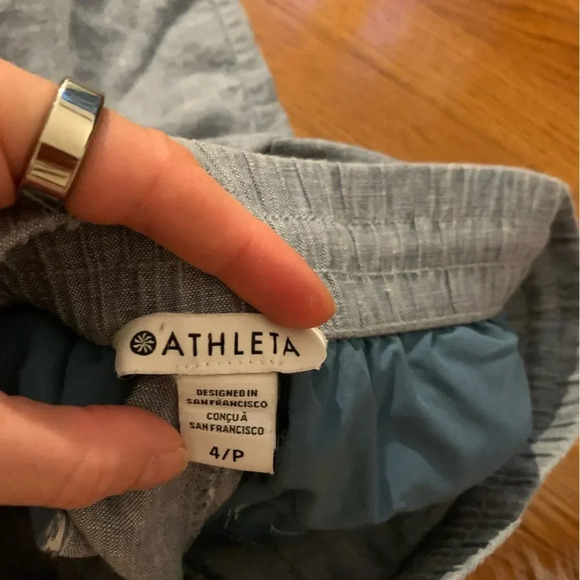 ATHLETA
DESIGNED IN
SAN FRANCISCO
CONÇU À
SAN FRANCISCO
4/P